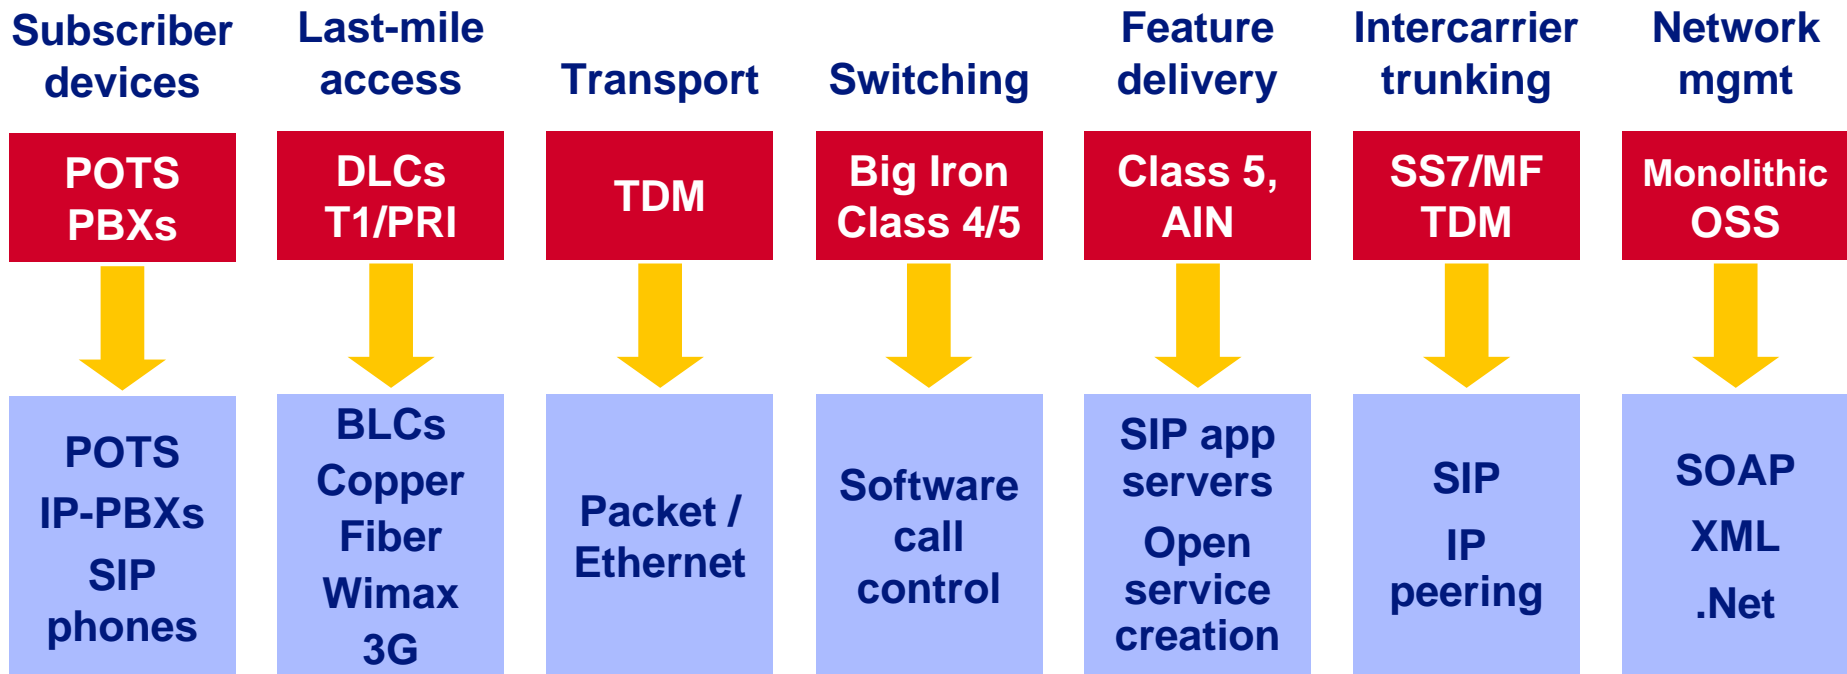 Subscriber
devices
Last-mile
access
Transport
Switching
Feature
delivery
Intercarrier
trunking
Network
mgmt
POTS
PBXs
DLCs
T1/PRI
TDM
Big Iron
Class 4/5
Class 5,
AIN
SS7/MF
TDM
Monolithic
OSS
POTS
IP-PBXs
SIP
phones
BLCs
Copper
Fiber
Wimax
3G
Packet /
Ethernet
Software
call
control
SIP app
servers
Open
service
creation
SIP
IP
peering
SOAP
XML
.Net